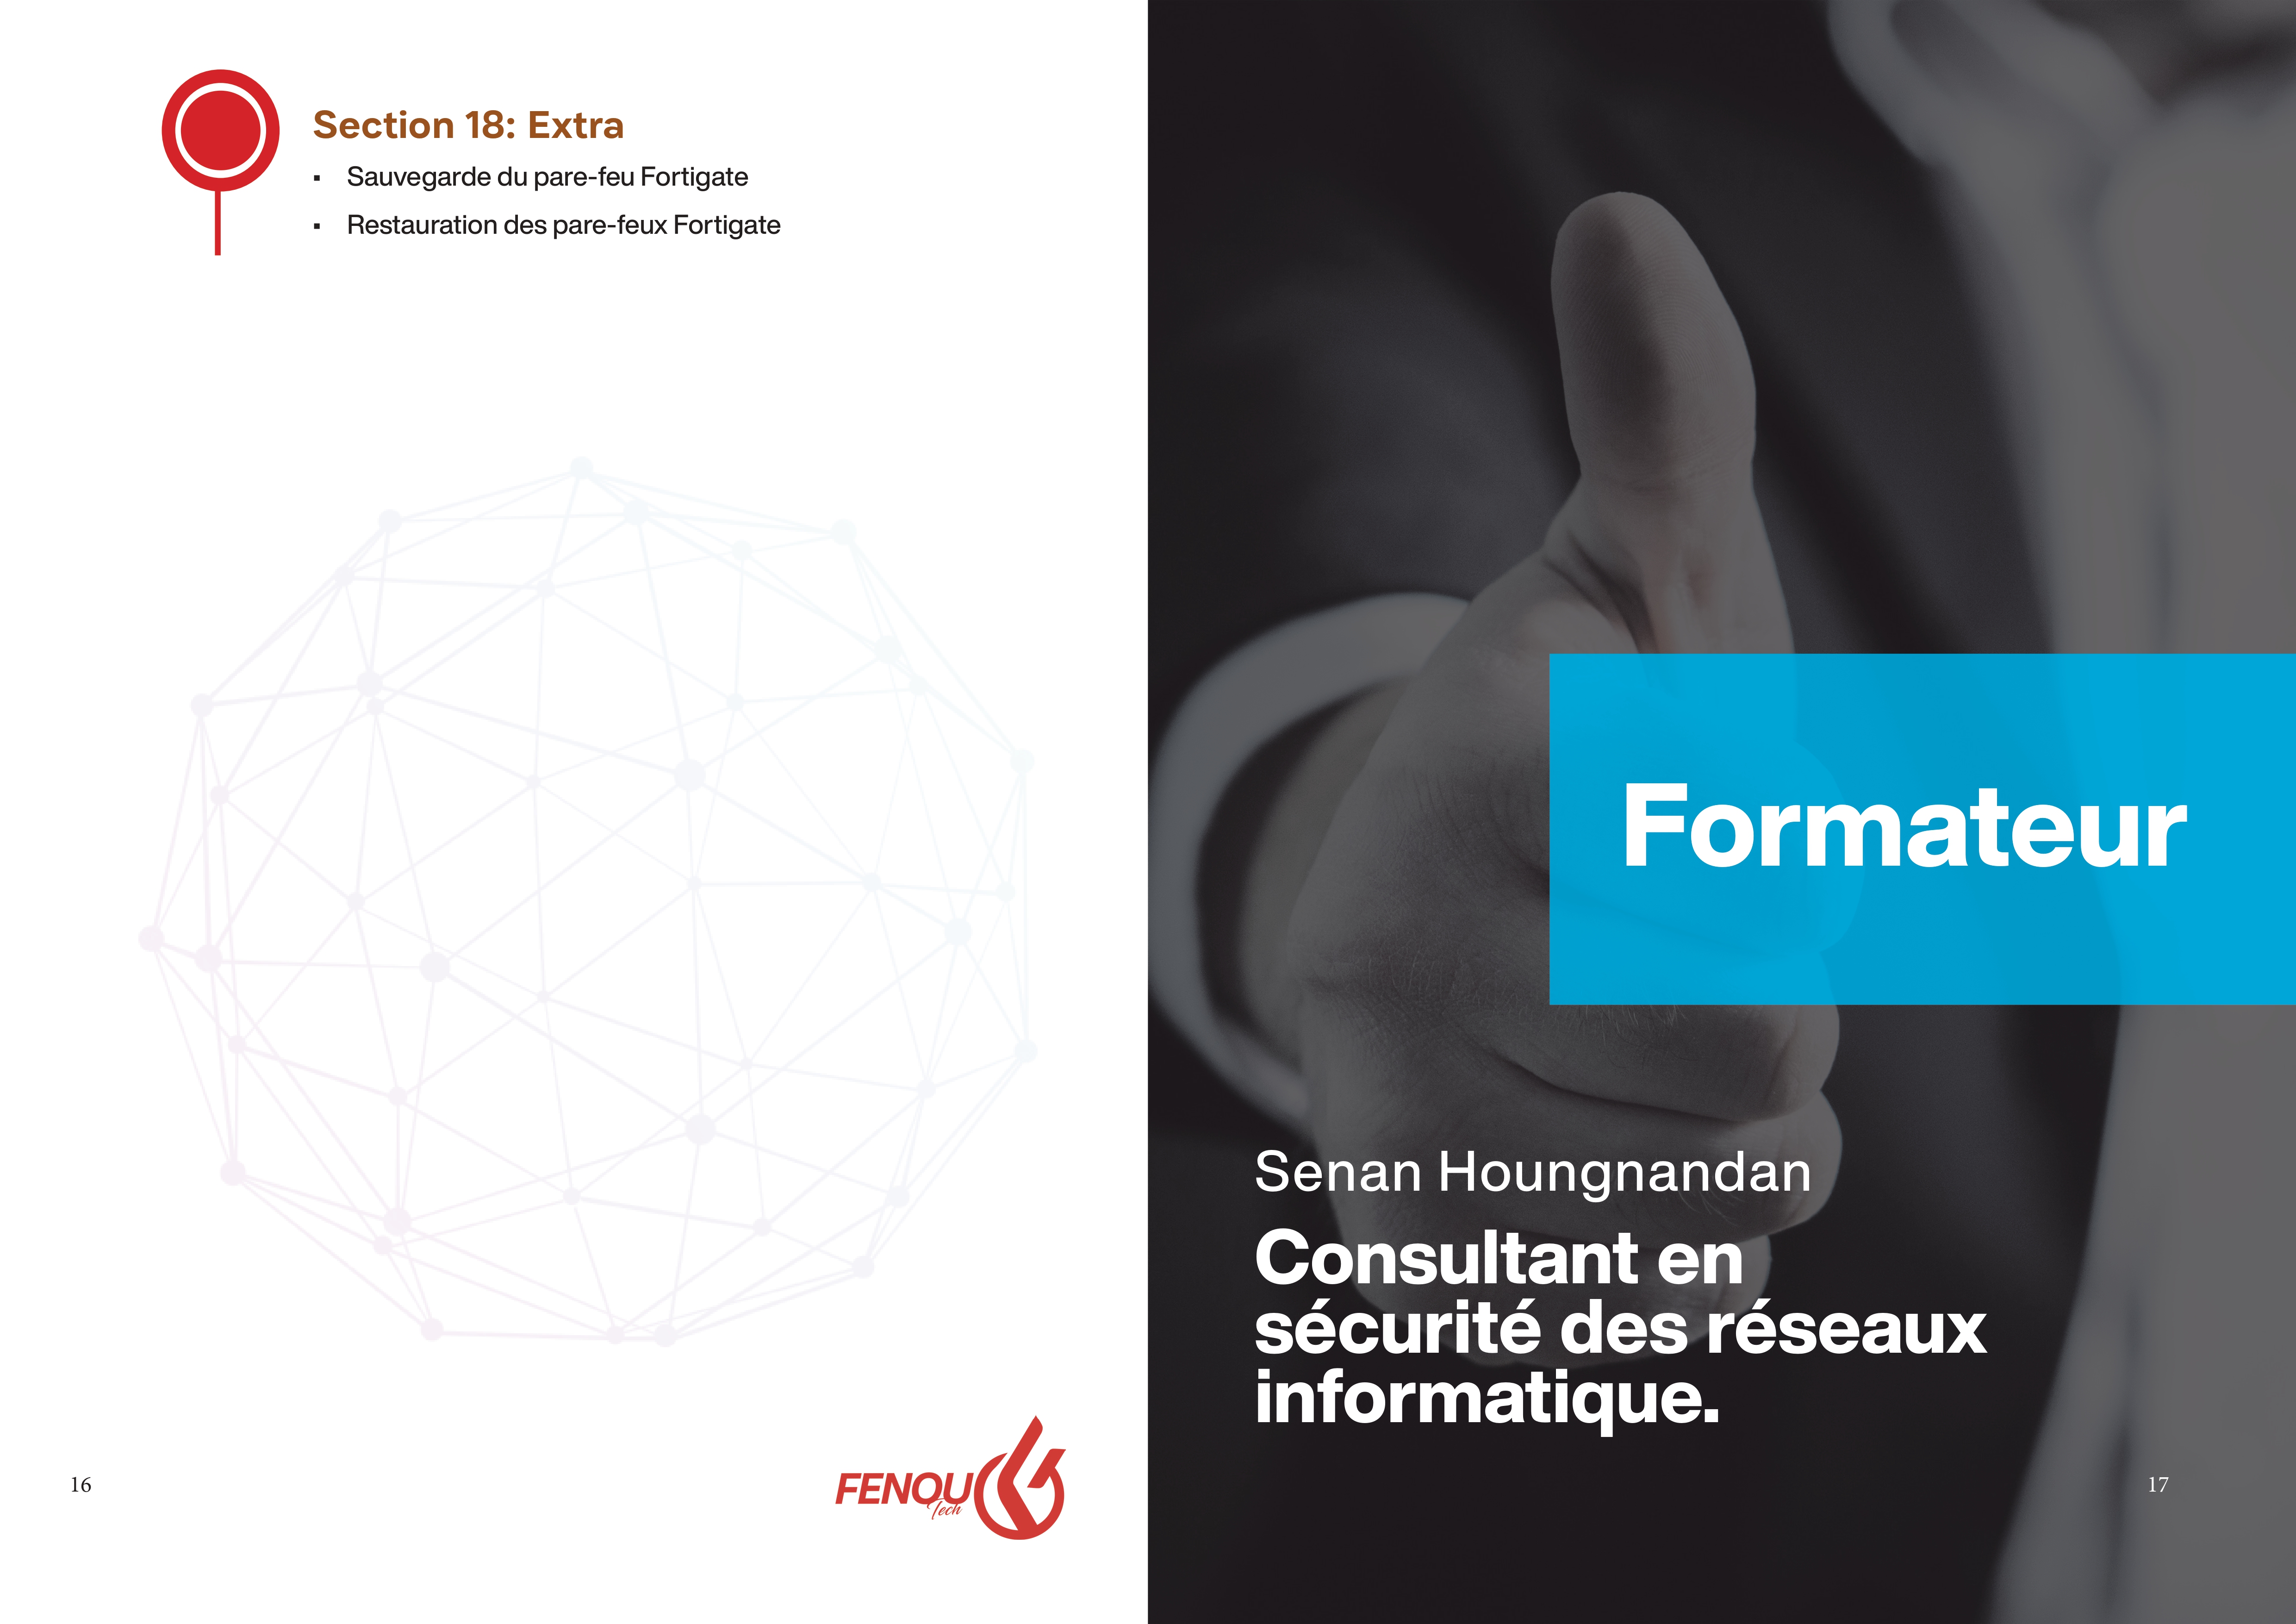 Section 18: Extra
▪ Sauvegarde du pare-feu Fortigate
▪ Restauration des pare-feux Fortigate
FENOU
Tech
16
Formateur
Senan Houngnandan
Consultant en
sécurité des réseaux
informatique.
17